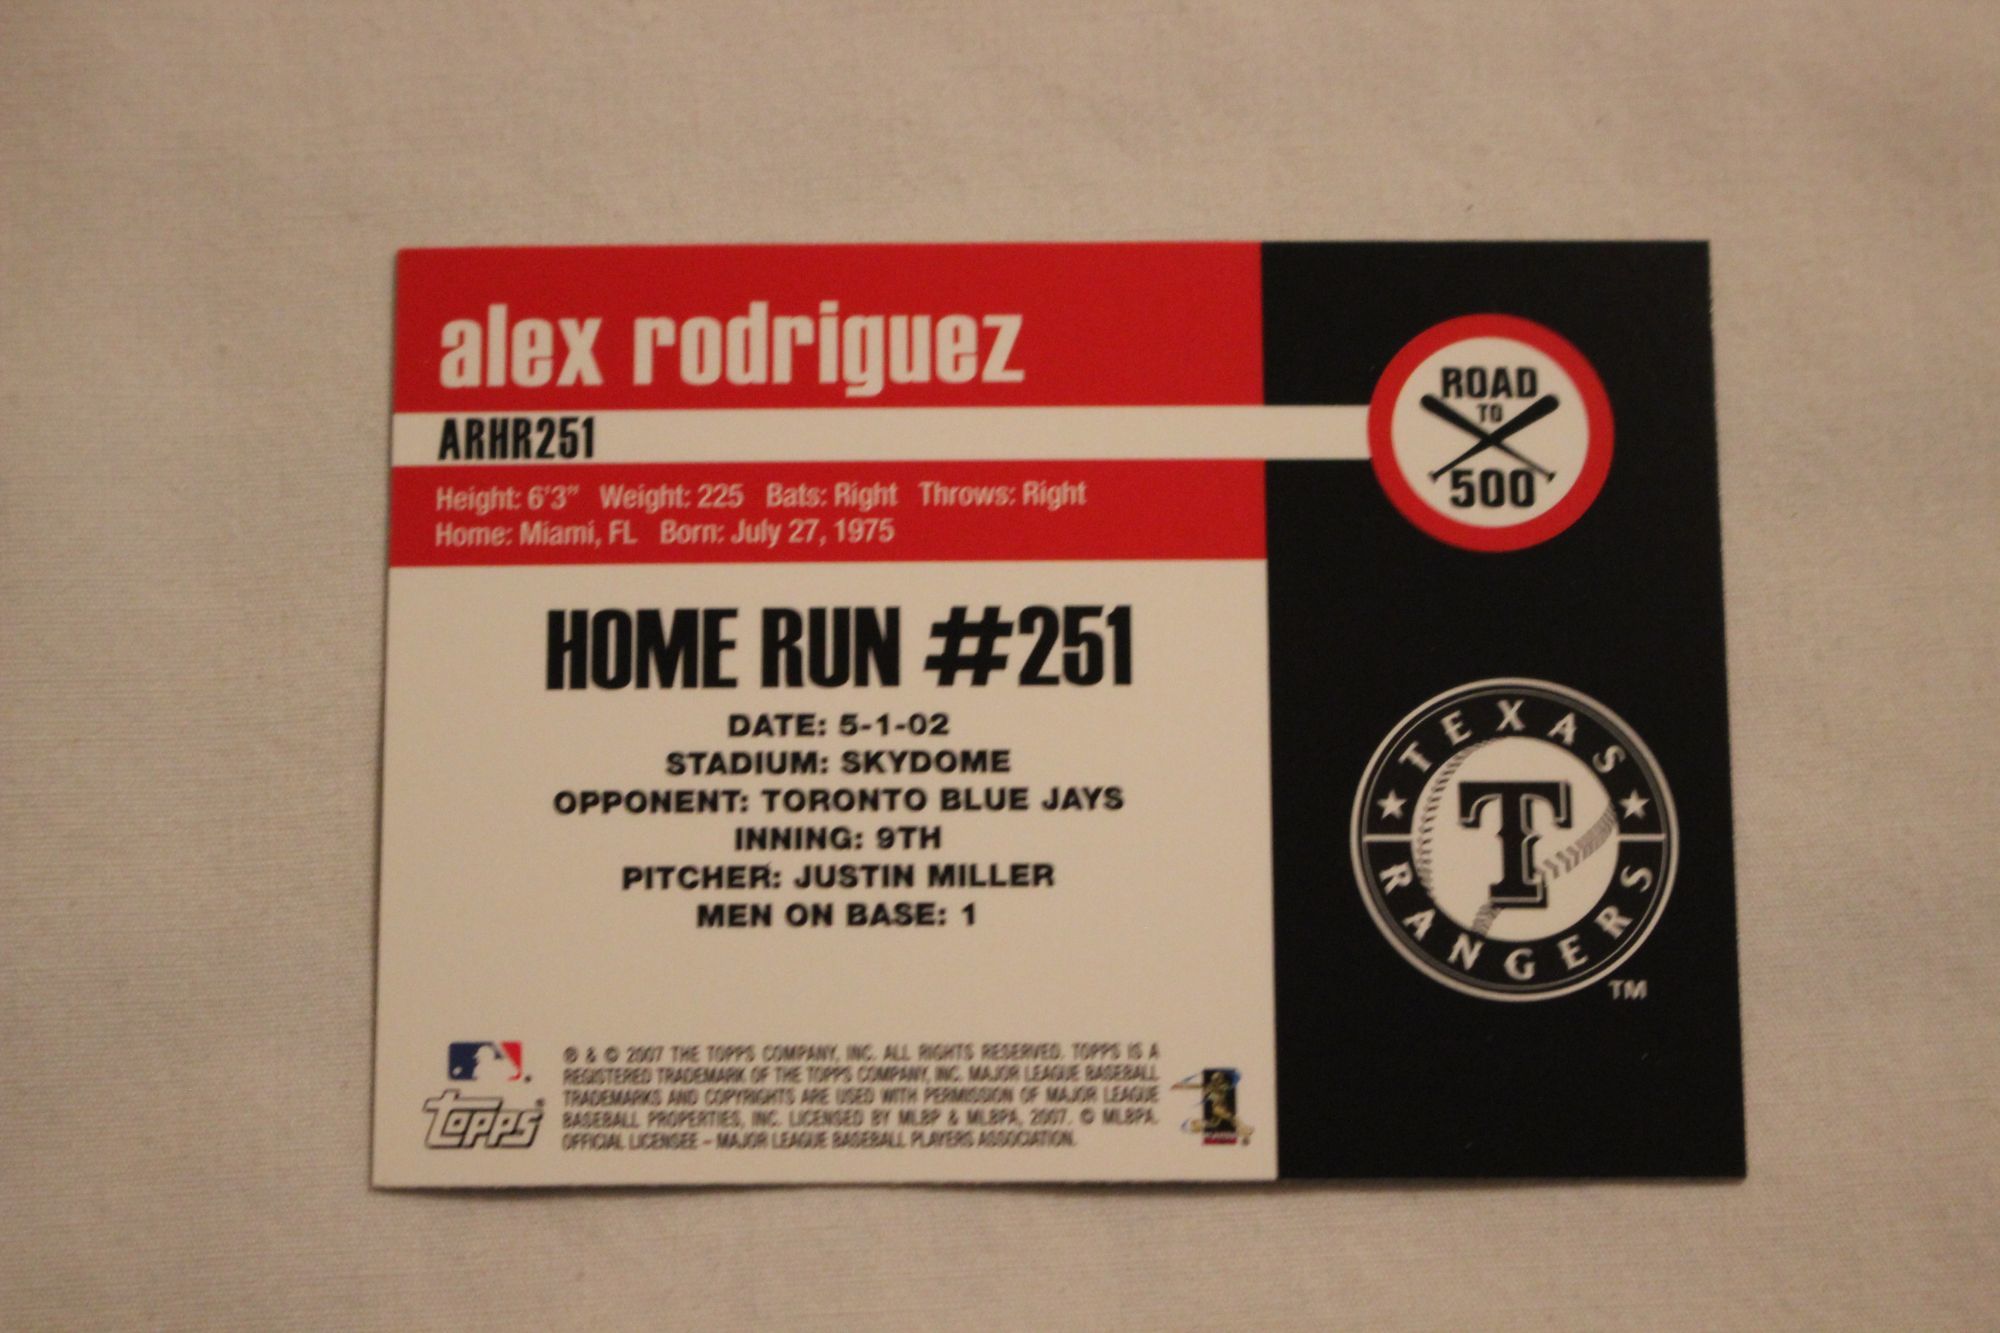 alex rodriguez
ARHR251
Height: 6'3" Weight: 225 Bats: Right Throws: Right
Home: Miami, FL Born: July 27, 1975
ROAD
TO
500
HOME RUN #251
DATE: 5-1-02
STADIUM: SKYDOME
OPPONENT: TORONTO BLUE JAYS
INNING: 9TH
PITCHER: JUSTIN MILLER
MEN ON BASE: 1
TEXAS
T
RANGERS
TM
® & © 2007 THE TOPPS COMPANY, INC. ALL RIGHTS RESERVED. TOPPS IS A
REGISTERED TRADEMARK OF THE TOPPS COMPANY, INC. MAJOR LEAGUE BASEBALL
TRADEMARKS AND COPYRIGHTS ARE USED WITH PERMISSION OF MAJOR LEAGUE
BASEBALL PROPERTIES, INC. LICENSED BY MLBP & MLBPA, 2007. © MLBPA.
OFFICIAL LICENSEE – MAJOR LEAGUE BASEBALL PLAYERS ASSOCIATION.
Topps®